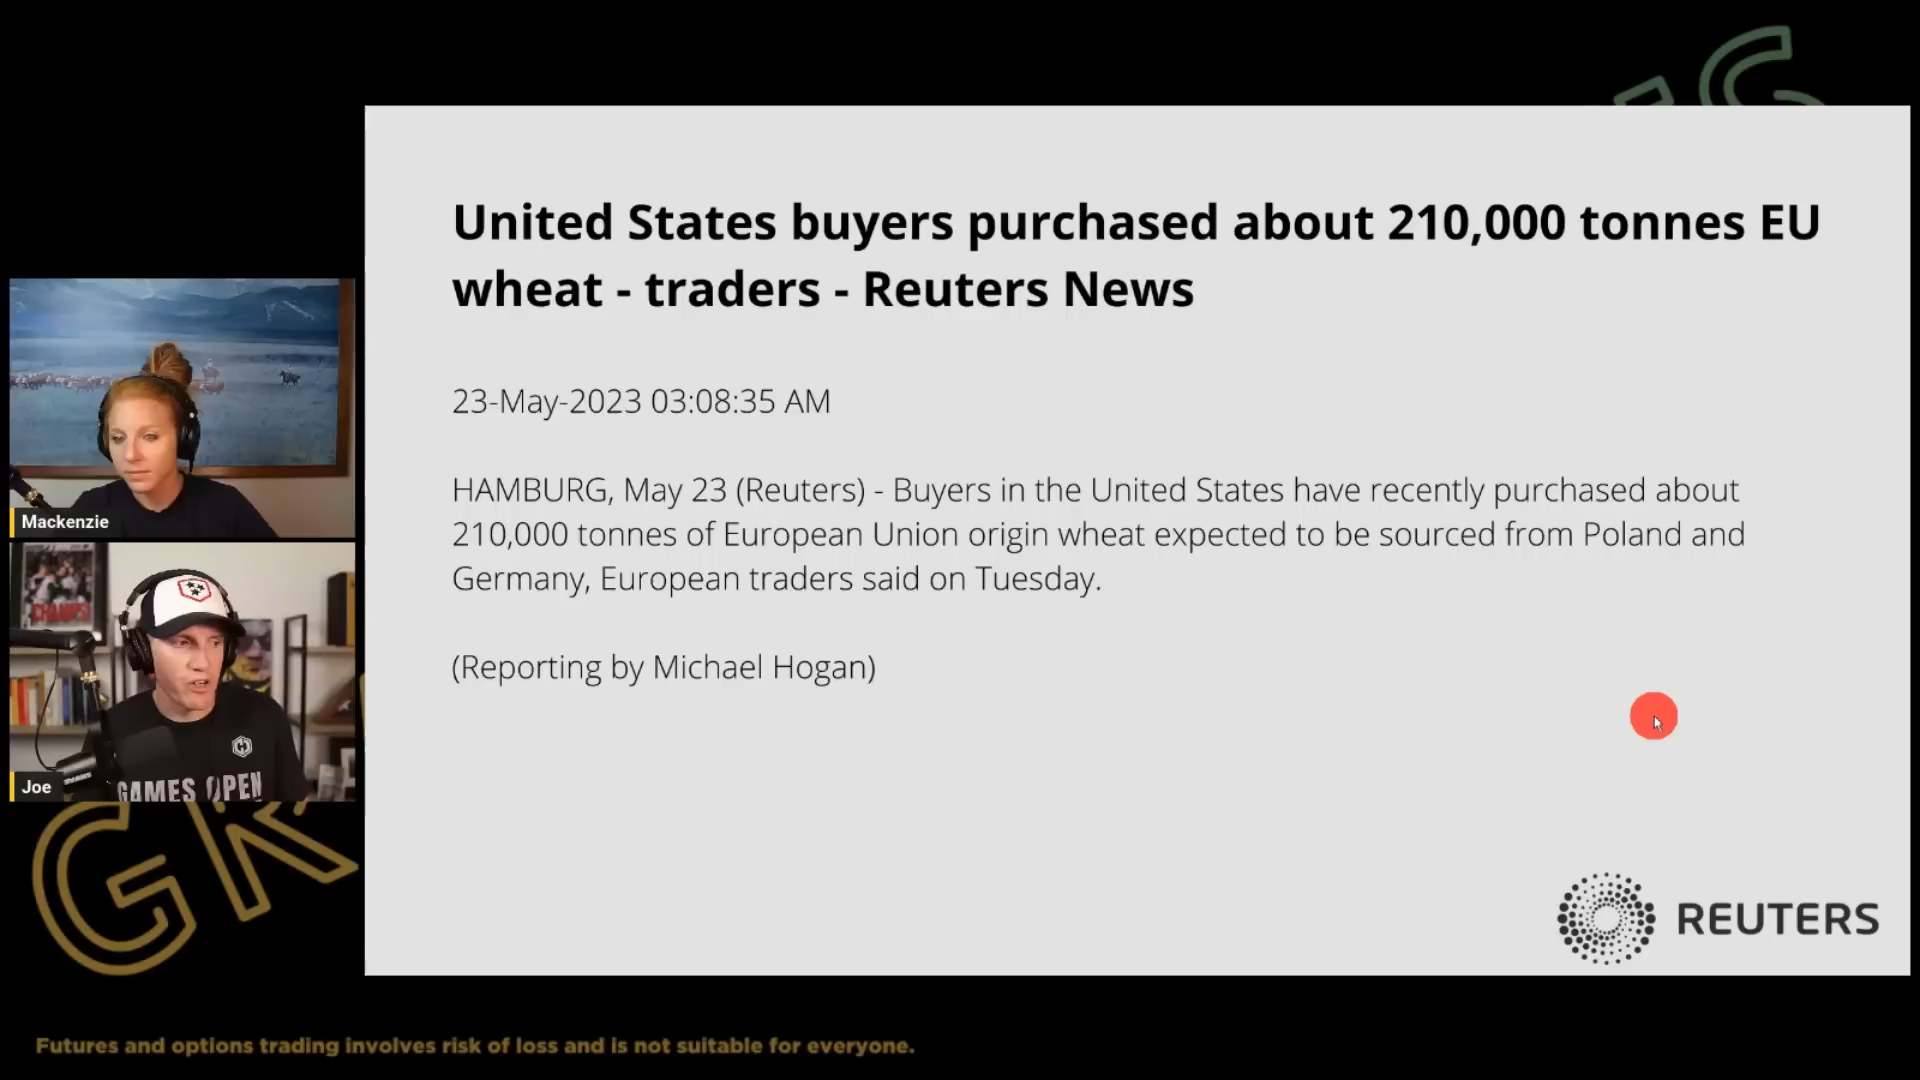 United States buyers purchased about 210,000 tonnes EU
wheat - traders - Reuters News
23-May-2023 03:08:35 AM
HAMBURG, May 23 (Reuters) - Buyers in the United States have recently purchased about
210,000 tonnes of European Union origin wheat expected to be sourced from Poland and
Germany, European traders said on Tuesday.
(Reporting by Michael Hogan)
REUTERS
Mackenzie
CHAMPS!
GAMES OPEN
Joe
Futures and options trading involves risk of loss and is not suitable for everyone.